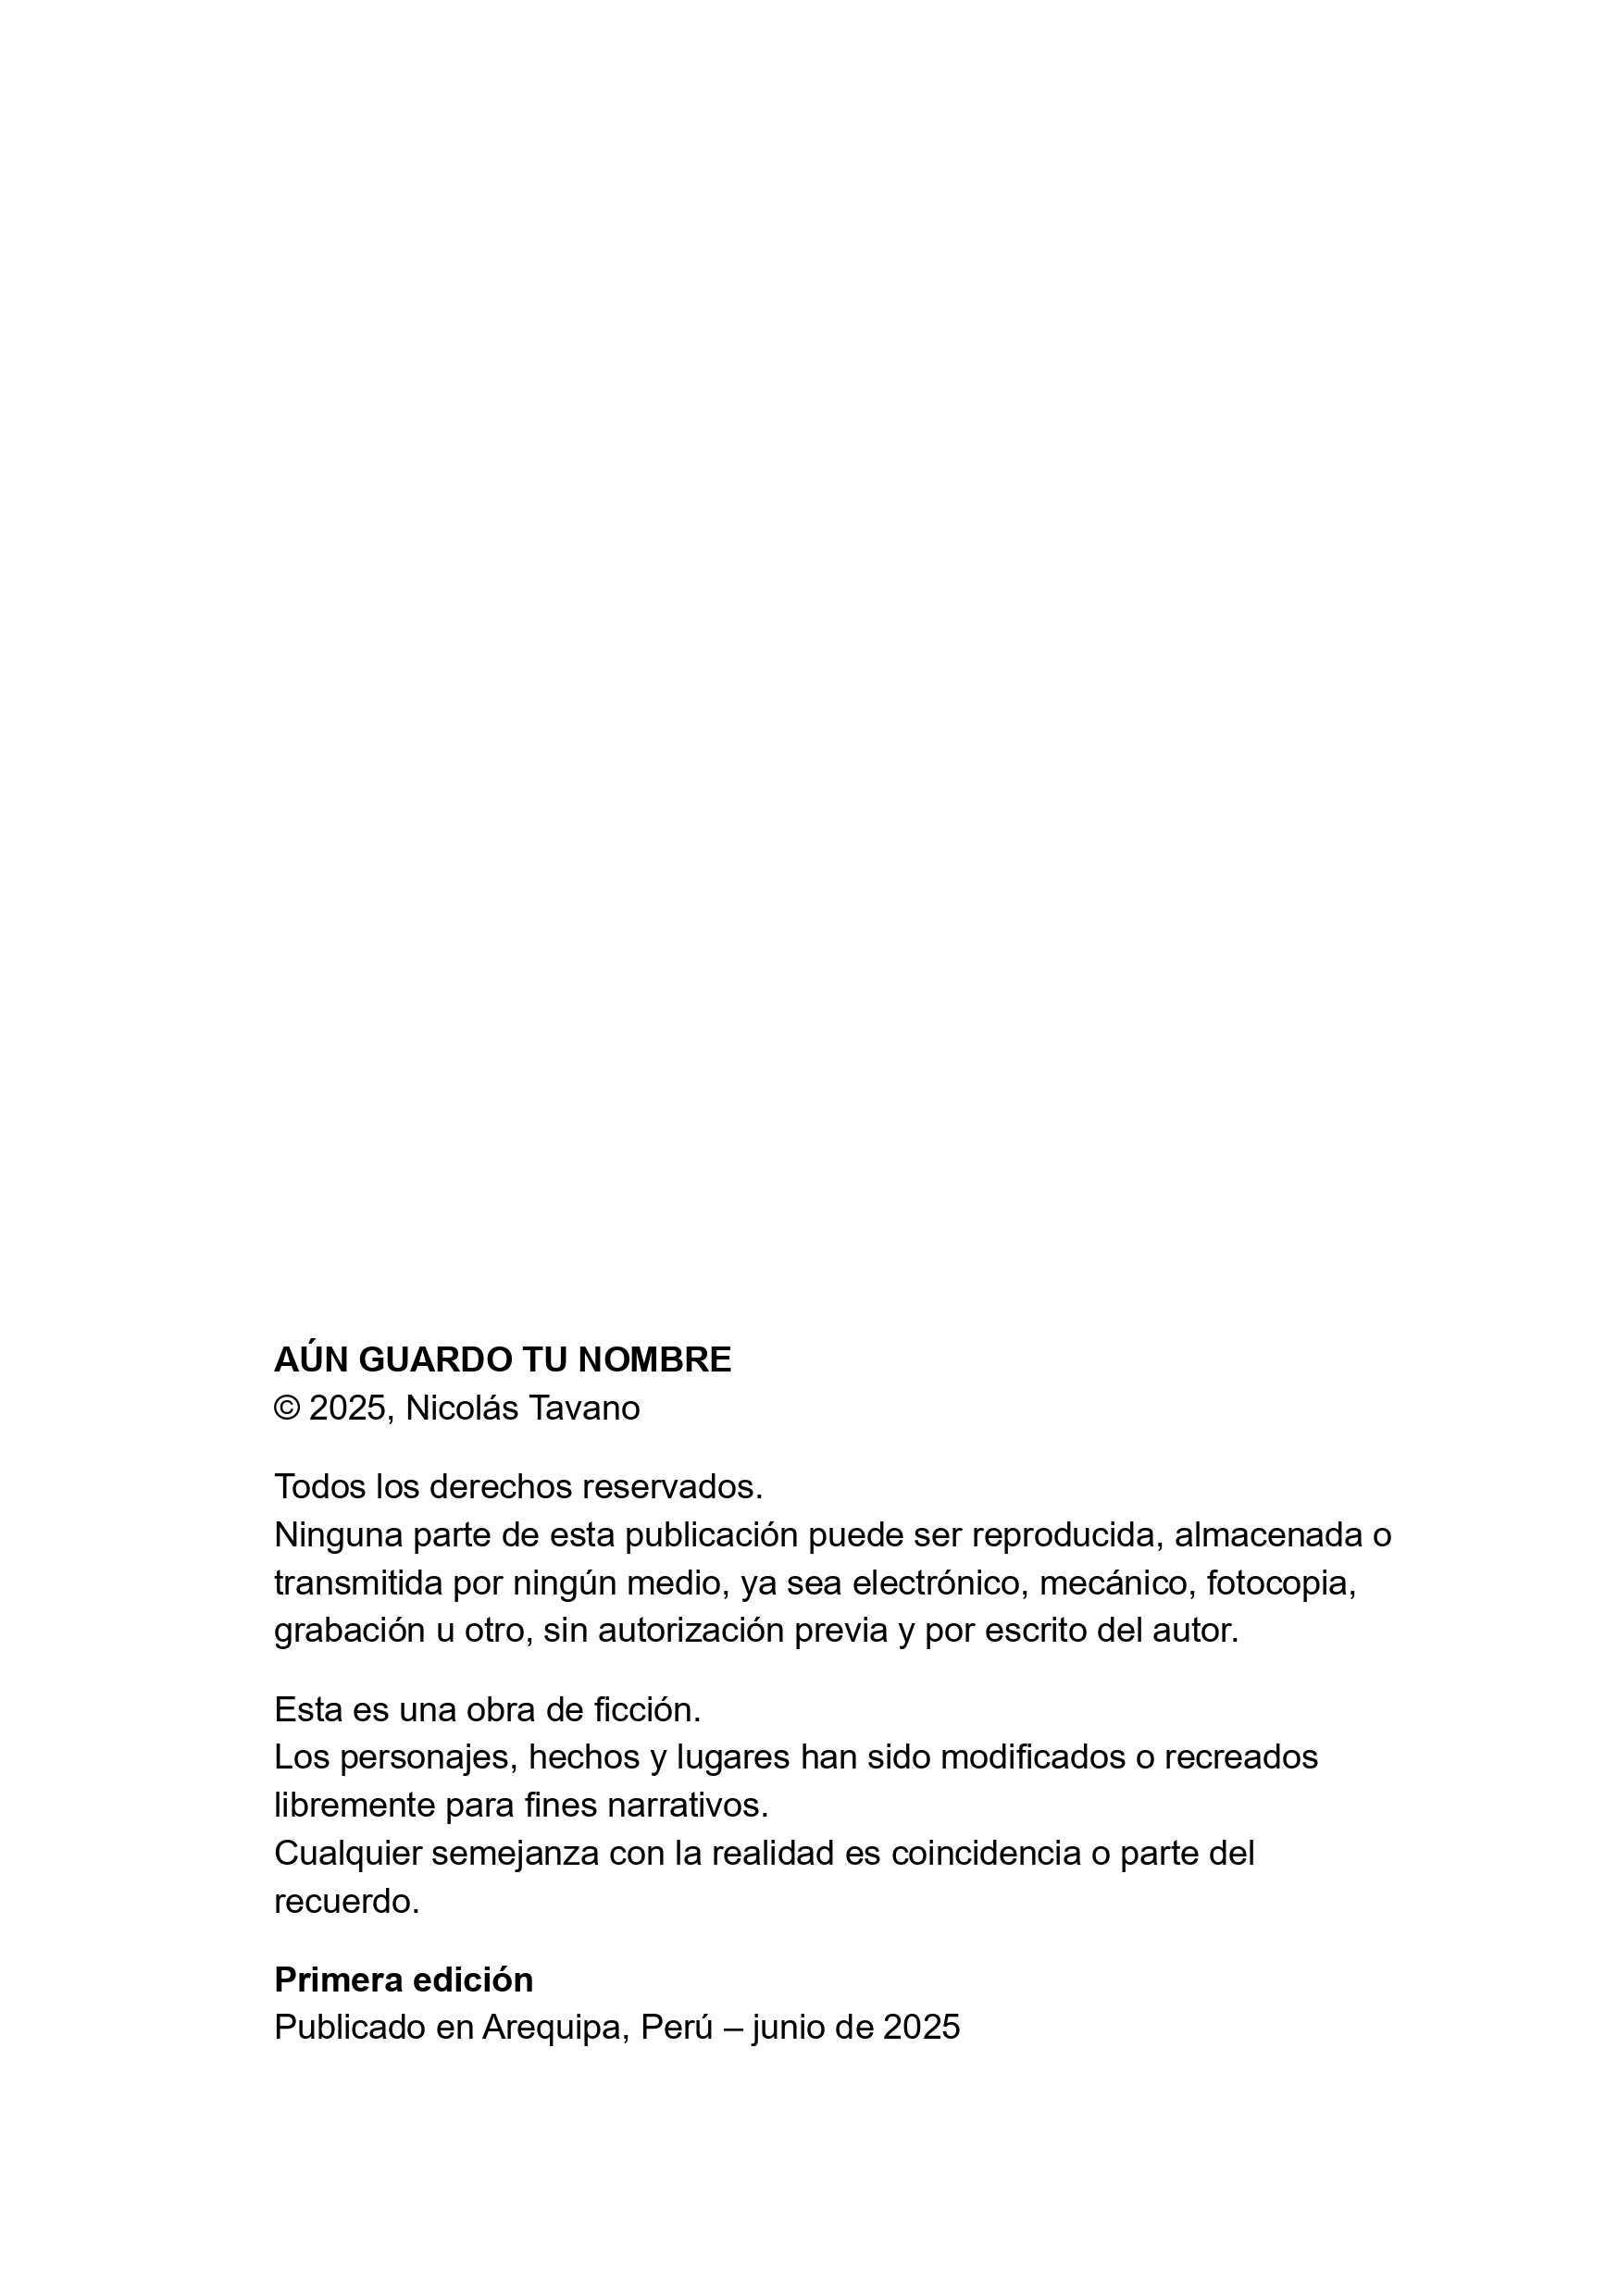 AÚN GUARDO TU NOMBRE
© 2025, Nicolás Tavano
Todos los derechos reservados.
Ninguna parte de esta publicación puede ser reproducida, almacenada o
transmitida por ningún medio, ya sea electrónico, mecánico, fotocopia,
grabación u otro, sin autorización previa y por escrito del autor.
Esta es una obra de ficción.
Los personajes, hechos y lugares han sido modificados o recreados
libremente para fines narrativos.
Cualquier semejanza con la realidad es coincidencia o parte del
recuerdo.
Primera edición
Publicado en Arequipa, Perú – junio de 2025